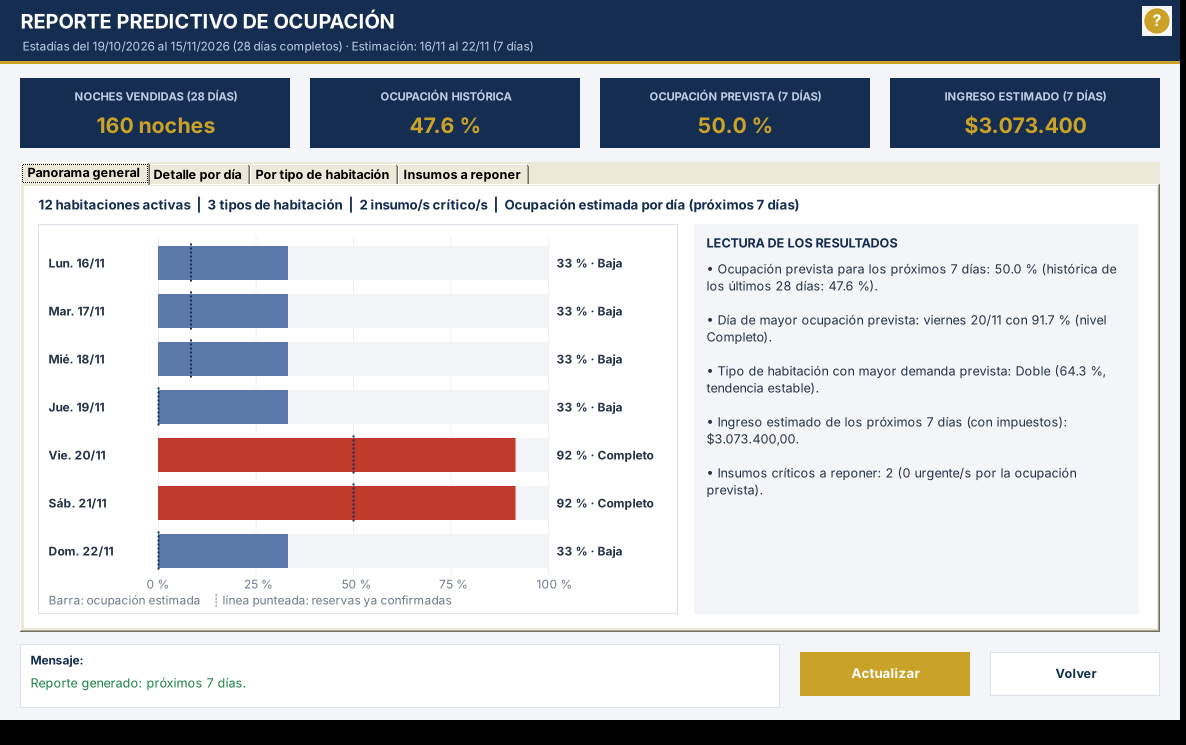 REPORTE PREDICTIVO DE OCUPACIÓN
?
Estadías del 19/10/2026 al 15/11/2026 (28 días completos) · Estimación: 16/11 al 22/11 (7 días)
NOCHES VENDIDAS (28 DÍAS)
160 noches
OCUPACIÓN HISTÓRICA
47.6 %
OCUPACIÓN PREVISTA (7 DÍAS)
50.0 %
INGRESO ESTIMADO (7 DÍAS)
$3.073.400
Panorama general
Detalle por día
Por tipo de habitación
Insumos a reponer
12 habitaciones activas | 3 tipos de habitación | 2 insumo/s crítico/s | Ocupación estimada por día (próximos 7 días)
Lun. 16/11
33 % · Baja
Mar. 17/11
33 % · Baja
Mié. 18/11
33 % · Baja
Jue. 19/11
33 % · Baja
Vie. 20/11
92 % · Completo
Sáb. 21/11
92 % · Completo
Dom. 22/11
33 % · Baja
0 %
25 %
50 %
75 %
100 %
Barra: ocupación estimada
línea punteada: reservas ya confirmadas
LECTURA DE LOS RESULTADOS
• Ocupación prevista para los próximos 7 días: 50.0 % (histórica de
los últimos 28 días: 47.6 %).
• Día de mayor ocupación prevista: viernes 20/11 con 91.7 % (nivel
Completo).
• Tipo de habitación con mayor demanda prevista: Doble (64.3 %,
tendencia estable).
• Ingreso estimado de los próximos 7 días (con impuestos):
$3.073.400,00.
• Insumos críticos a reponer: 2 (0 urgente/s por la ocupación
prevista).
Mensaje:
Reporte generado: próximos 7 días.
Actualizar
Volver